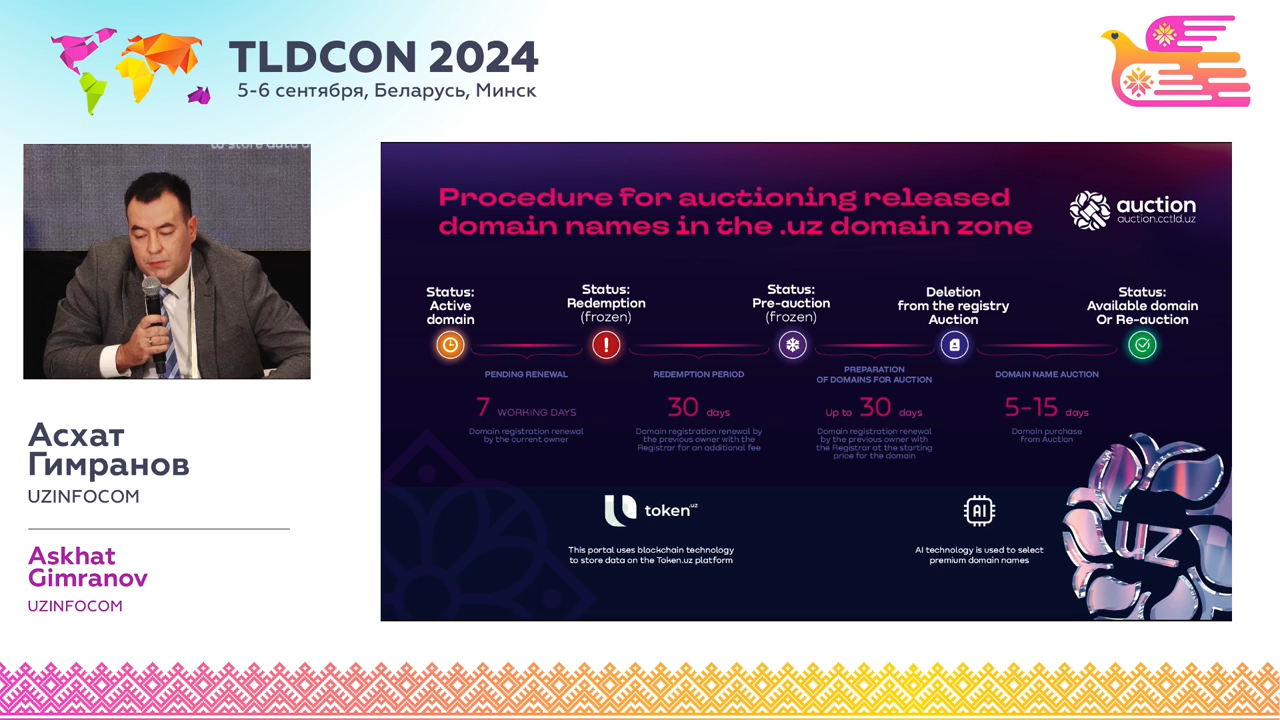 TLDCON 2024
5-6 сентября, Беларусь, Минск
to store data o
Асхат
Гимранов
UZINFOCOM
Askhat
Gimranov
UZINFOCOM
Procedure for auctioning released
domain names in the .uz domain zone
auction
auction.cctld.uz
Status:
Active
domain
Status:
Redemption
(frozen)
Status:
Pre-auction
(frozen)
Deletion
from the registry
Auction
Status:
Available domain
Or Re-auction
PENDING RENEWAL
7 WORKING DAYS
Domain registration renewal
by the current owner
REDEMPTION PERIOD
30 days
Domain registration renewal by
the previous owner with the
Registrar for an additional fee
PREPARATION
OF DOMAINS FOR AUCTION
Up to 30 days
Domain registration renewal
by the previous owner with
the Registrar at the starting
price for the domain
DOMAIN NAME AUCTION
5-15 days
Domain purchase
from Auction
token.uz
This portal uses blockchain technology
to store data on the Token.uz platform
AI
AI technology is used to select
premium domain names
UZ